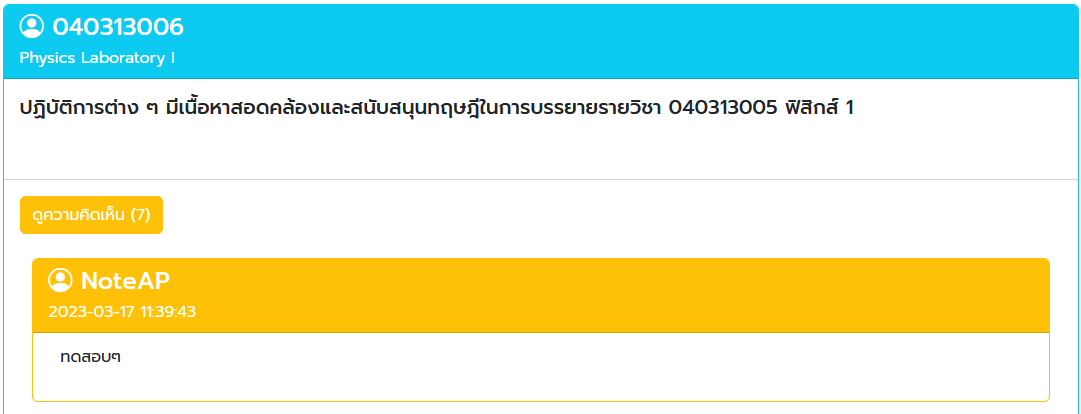 040313006
Physics Laboratory I
ปฏิบัติการต่าง ๆ มีเนื้อหาสอดคล้องและสนับสนุนทฤษฎีในการบรรยายรายวิชา 040313005 ฟิสิกส์ 1
ดูความคิดเห็น (7)
NoteAP
2023-03-17 11:39:43
ทดสอบๆ